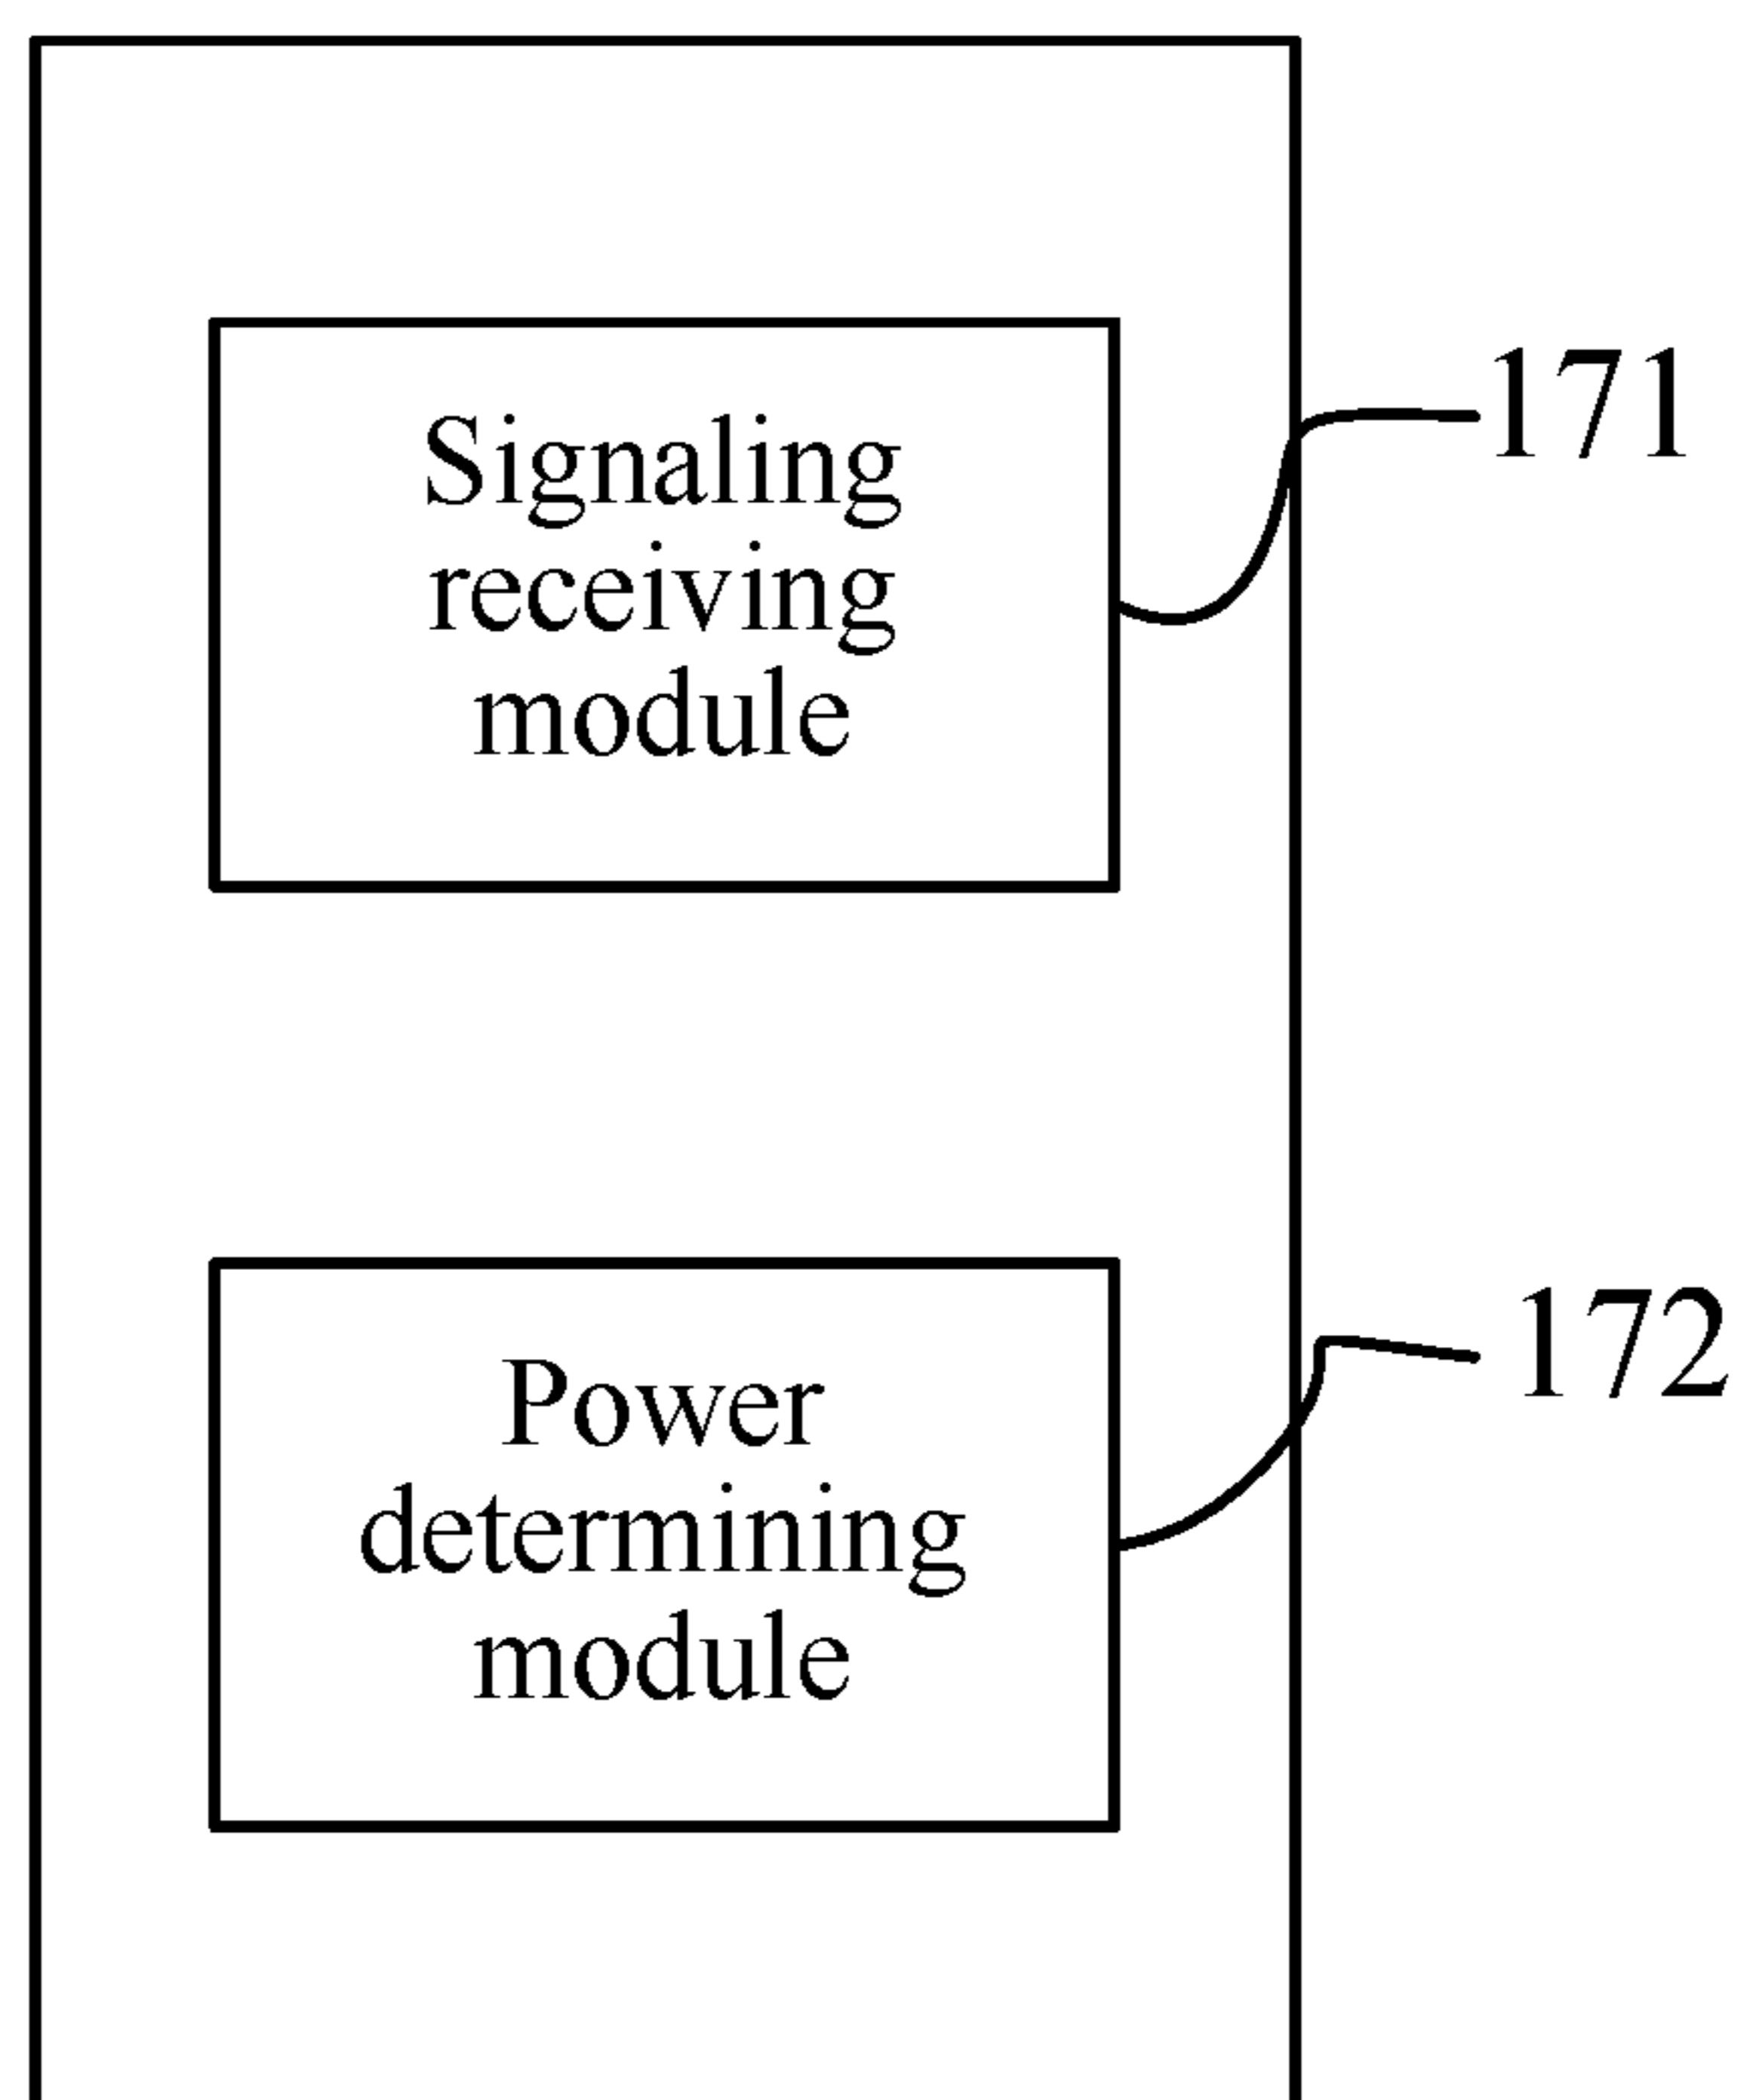 Signaling
receiving
module
171
Power
determining
module
172